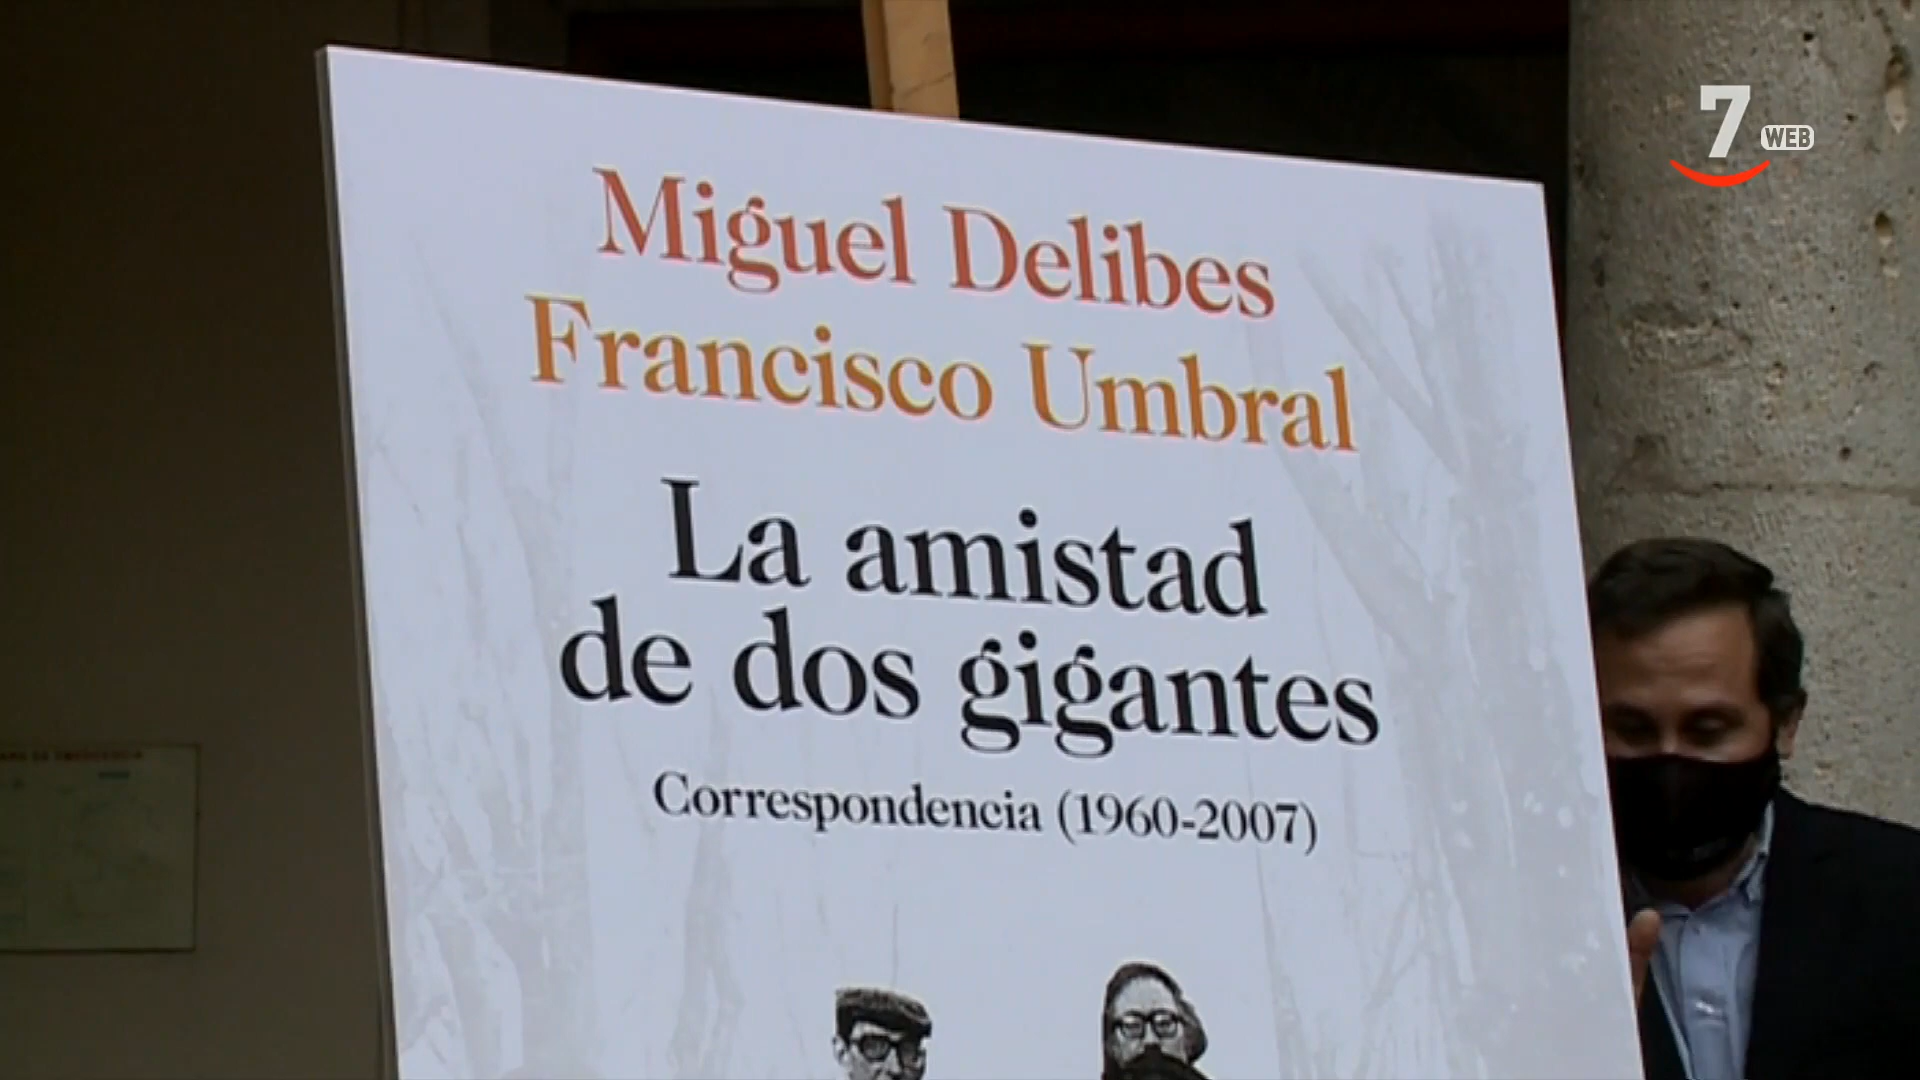 7
WEB
Miguel Delibes
Francisco Umbral
La amistad
de dos gigantes
Correspondencia (1960-2007)